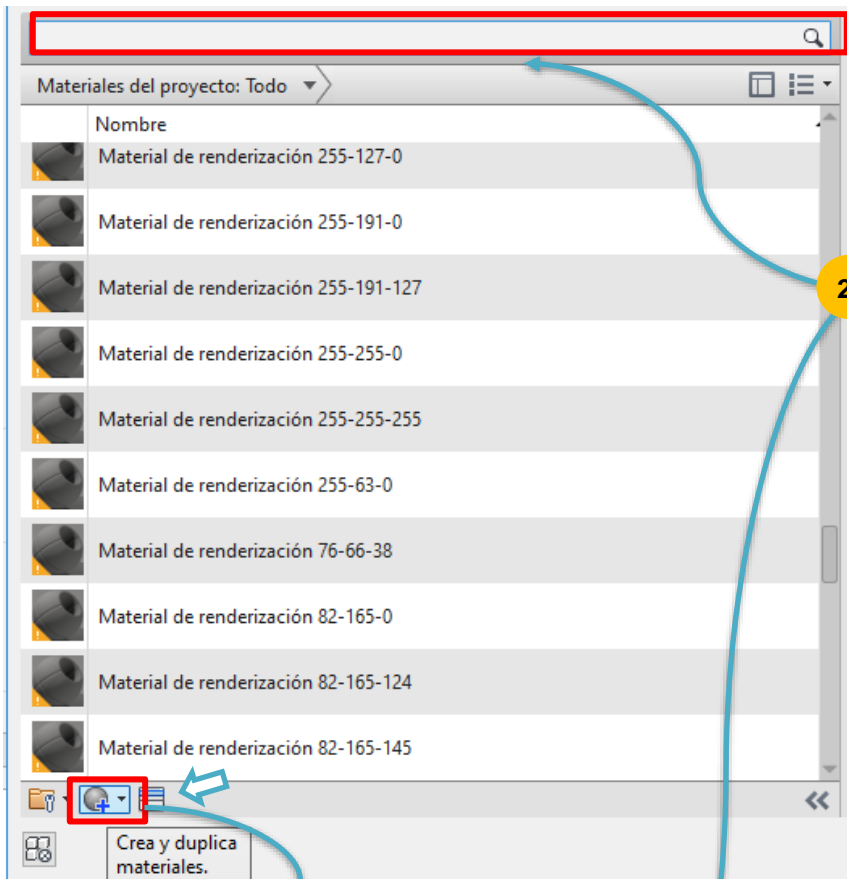 Materiales del proyecto: Todo
Nombre
Material de renderización 255-127-0
Material de renderización 255-191-0
Material de renderización 255-191-127
2
Material de renderización 255-255-0
Material de renderización 255-255-255
Material de renderización 255-63-0
Material de renderización 76-66-38
Material de renderización 82-165-0
Material de renderización 82-165-124
Material de renderización 82-165-145
Crea y duplica
materiales.